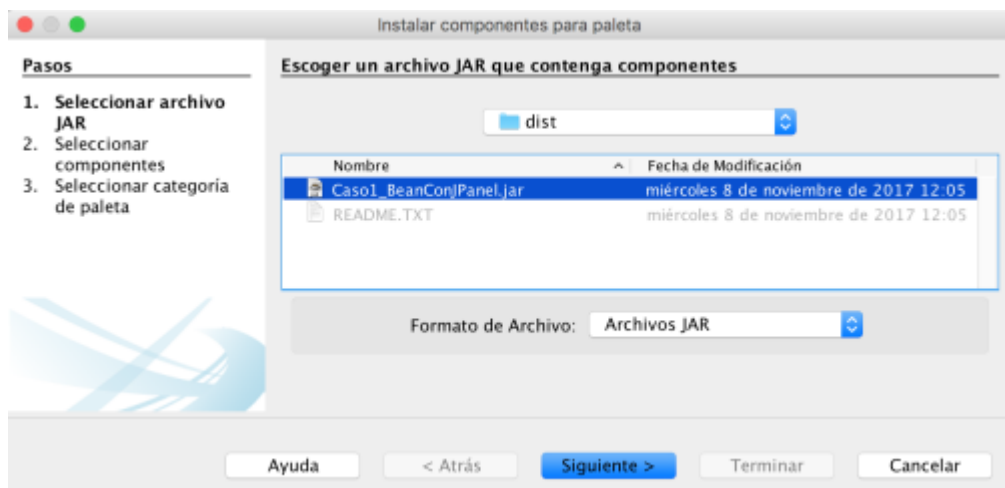 Instalar componentes para paleta
Pasos
1. Seleccionar archivo
JAR
2. Seleccionar
componentes
3. Seleccionar categoría
de paleta
Escoger un archivo JAR que contenga componentes
dist
Nombre Fecha de Modificación
Caso1_BeanConJPanel.jar miércoles 8 de noviembre de 2017 12:05
README.TXT miércoles 8 de noviembre de 2017 12:05
Formato de Archivo: Archivos JAR
Ayuda < Atrás Siguiente > Terminar Cancelar